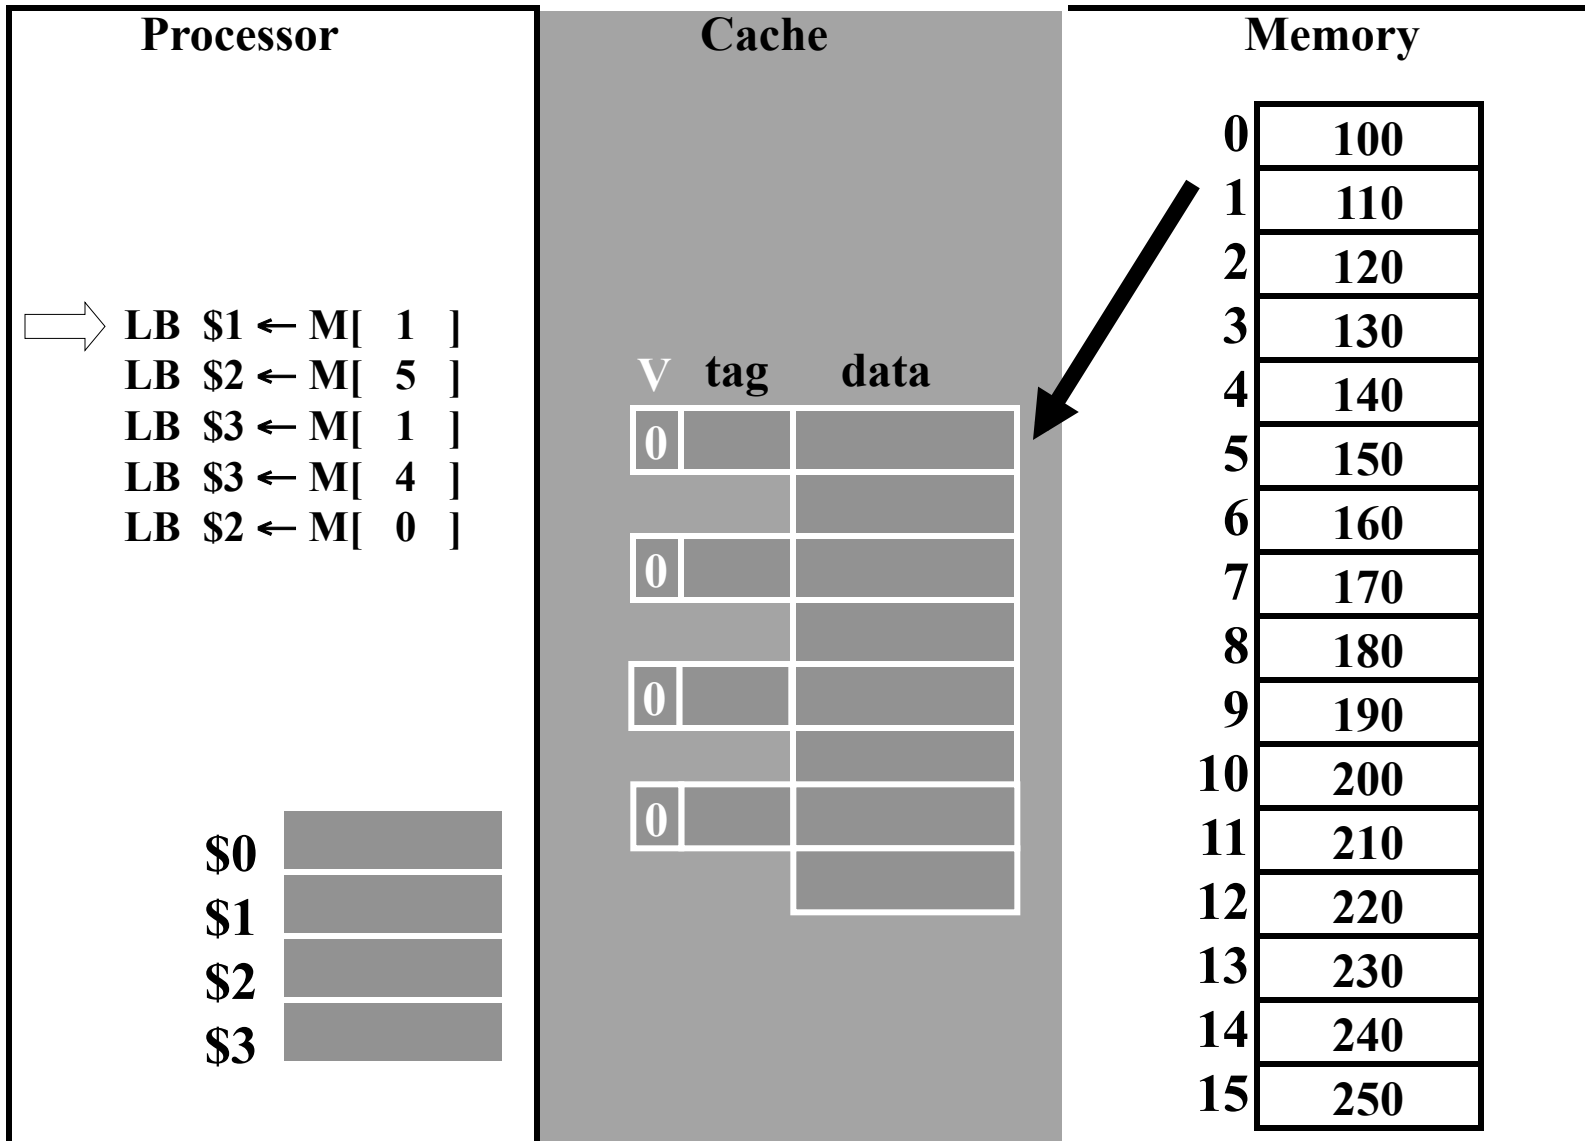 Processor
LB $1 ← M[ 1 ]
LB $2 ← M[ 5 ]
LB $3 ← M[ 1 ]
LB $3 ← M[ 4 ]
LB $2 ← M[ 0 ]
$0
$1
$2
$3
Cache
V tag data
0
0
0
0
Memory
0 100
1 110
2 120
3 130
4 140
5 150
6 160
7 170
8 180
9 190
10 200
11 210
12 220
13 230
14 240
15 250